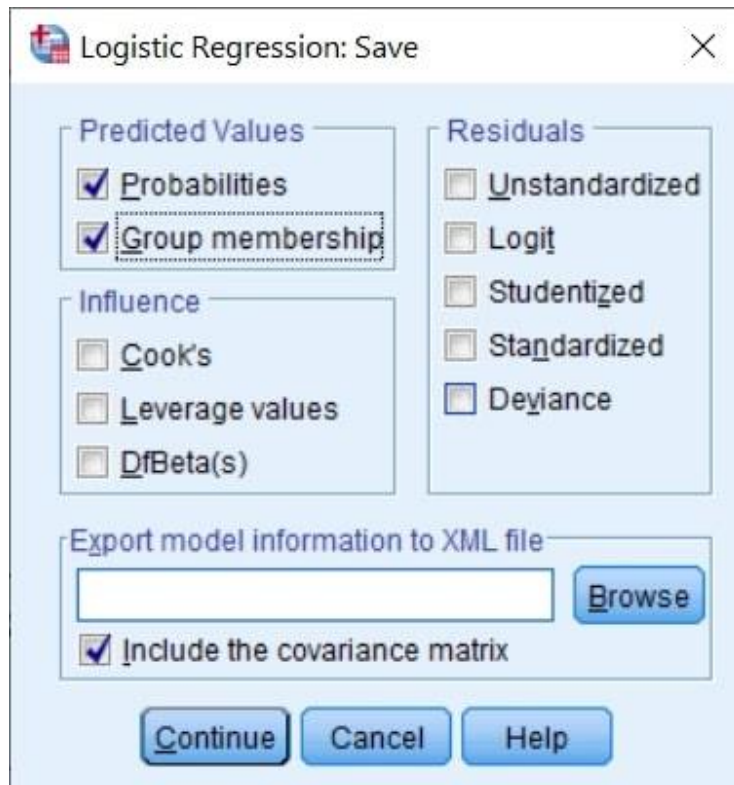 Logistic Regression: Save
Predicted Values
Probabilities
Group membership
Influence
Cook's
Leverage values
DfBeta(s)
Residuals
Unstandardized
Logit
Studentized
Standardized
Deviance
Export model information to XML file
Browse
Include the covariance matrix
Continue
Cancel
Help